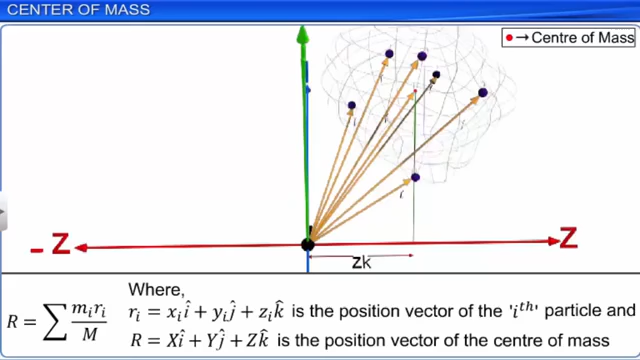 CENTER OF MASS
● → Centre of Mass
- Z
Z
zk
Where,
R = ∑ mᵢrᵢ / M
rᵢ = xᵢî + yᵢĵ + zᵢk̂ is the position vector of the 'iᵗʰ' particle and
R = Xî + Yĵ + Zk̂ is the position vector of the centre of mass